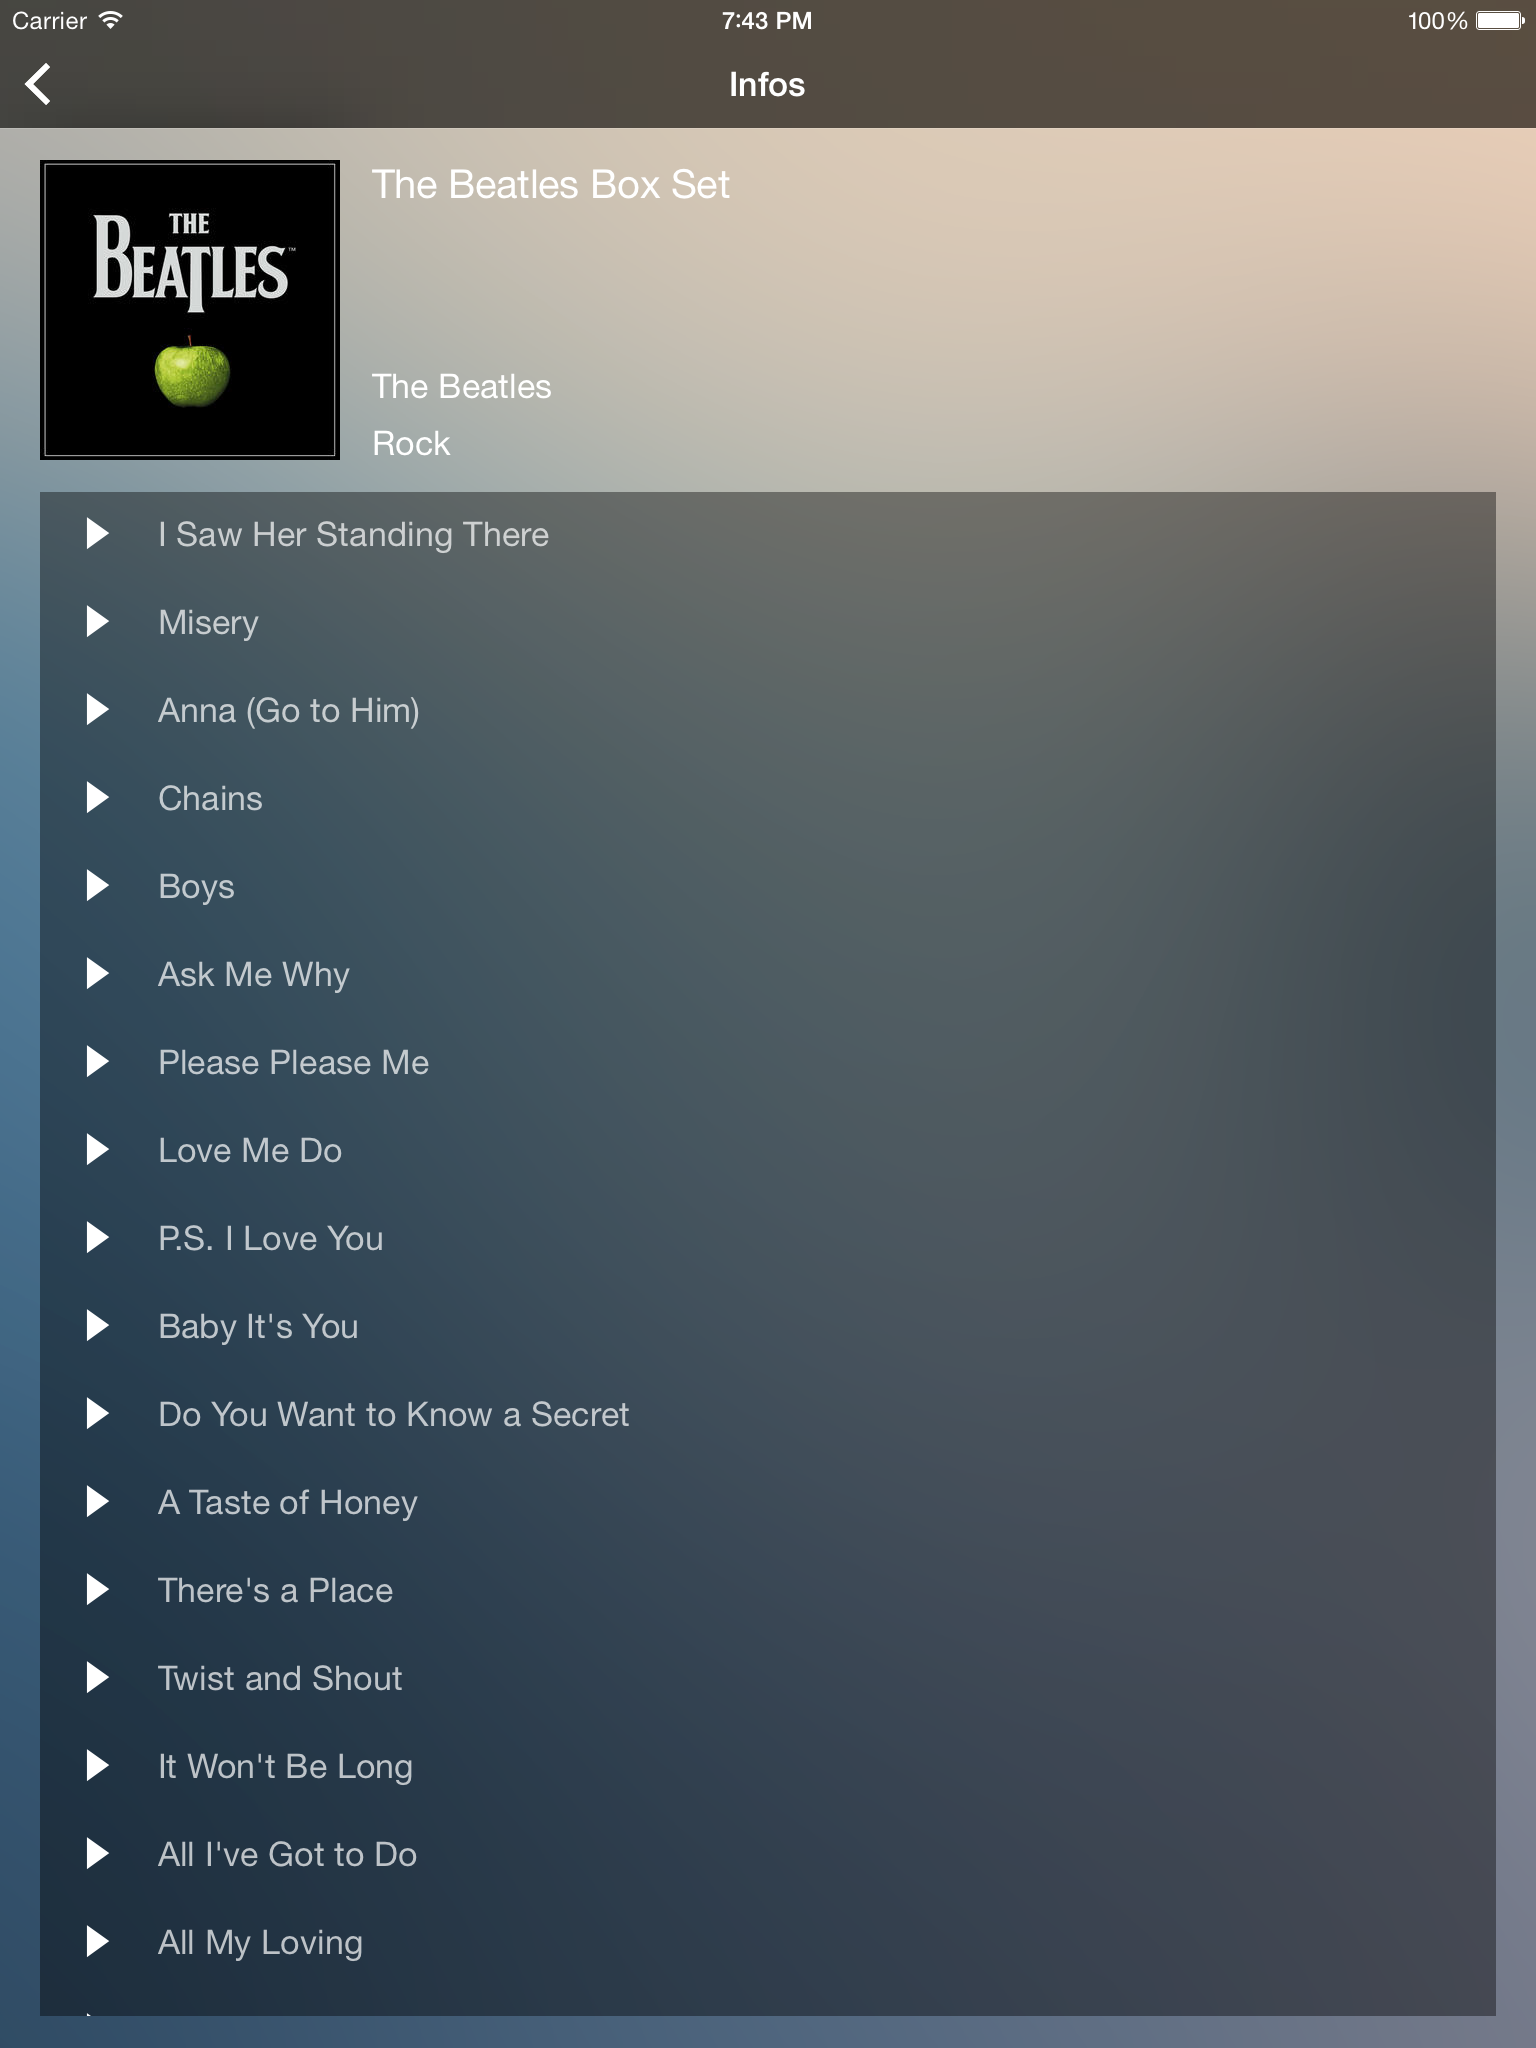 Carrier 7:43 PM 100%
Infos
THE
BEATLES™
The Beatles Box Set
The Beatles
Rock
I Saw Her Standing There
Misery
Anna (Go to Him)
Chains
Boys
Ask Me Why
Please Please Me
Love Me Do
P.S. I Love You
Baby It's You
Do You Want to Know a Secret
A Taste of Honey
There's a Place
Twist and Shout
It Won't Be Long
All I've Got to Do
All My Loving